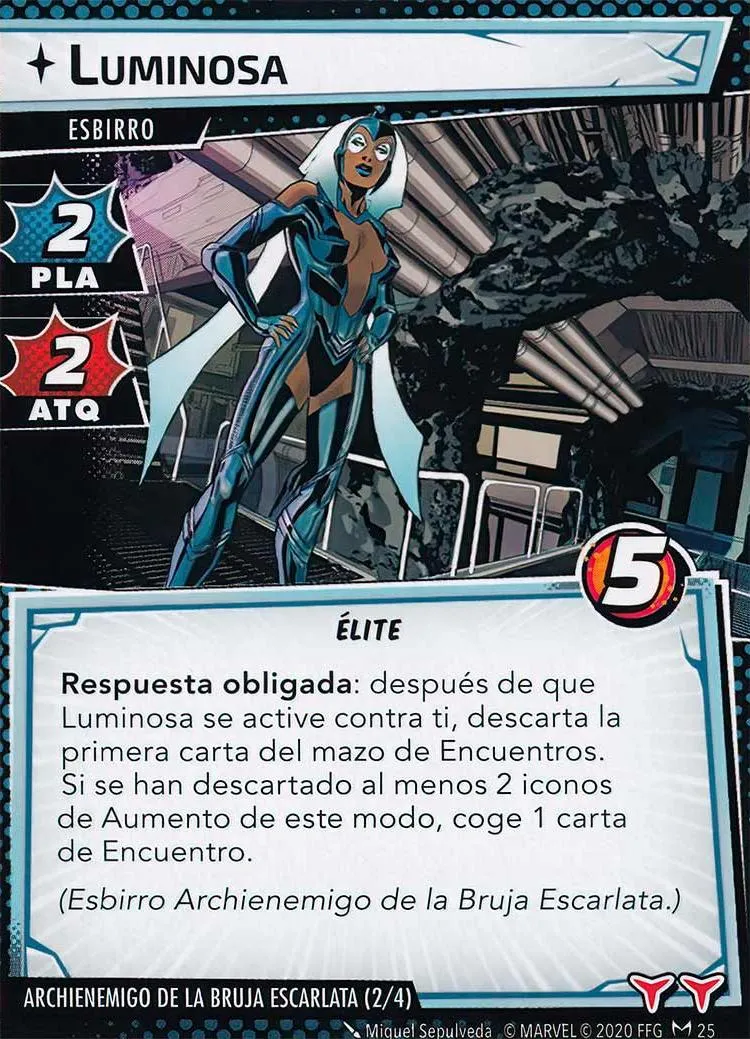 LUMINOSA
ESBIRRO
2
PLA
2
ATQ
5
ÉLITE
Respuesta obligada: después de que
Luminosa se active contra ti, descarta la
primera carta del mazo de Encuentros.
Si se han descartado al menos 2 iconos
de Aumento de este modo, coge 1 carta
de Encuentro.
(Esbirro Archienemigo de la Bruja Escarlata.)
ARCHIENEMIGO DE LA BRUJA ESCARLATA (2/4)
Miguel Sepulveda © MARVEL © 2020 FFG 25